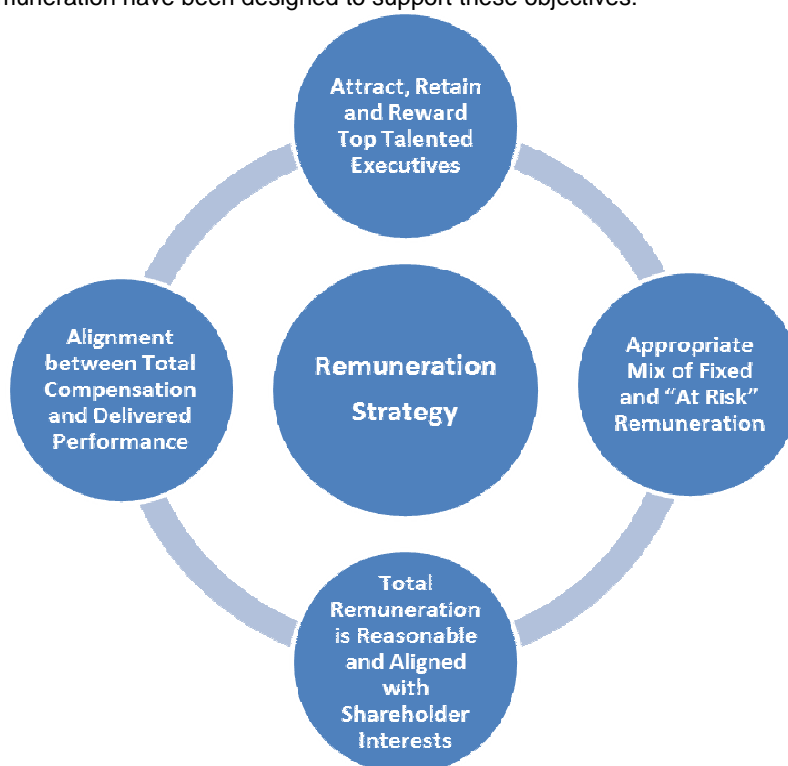 muneration have been designed to support these objectives.
Attract, Retain
and Reward
Top Talented
Executives
Alignment
between Total
Compensation
and Delivered
Performance
Remuneration
Strategy
Appropriate
Mix of Fixed
and “At Risk”
Remuneration
Total
Remuneration
is Reasonable
and Aligned
with
Shareholder
Interests